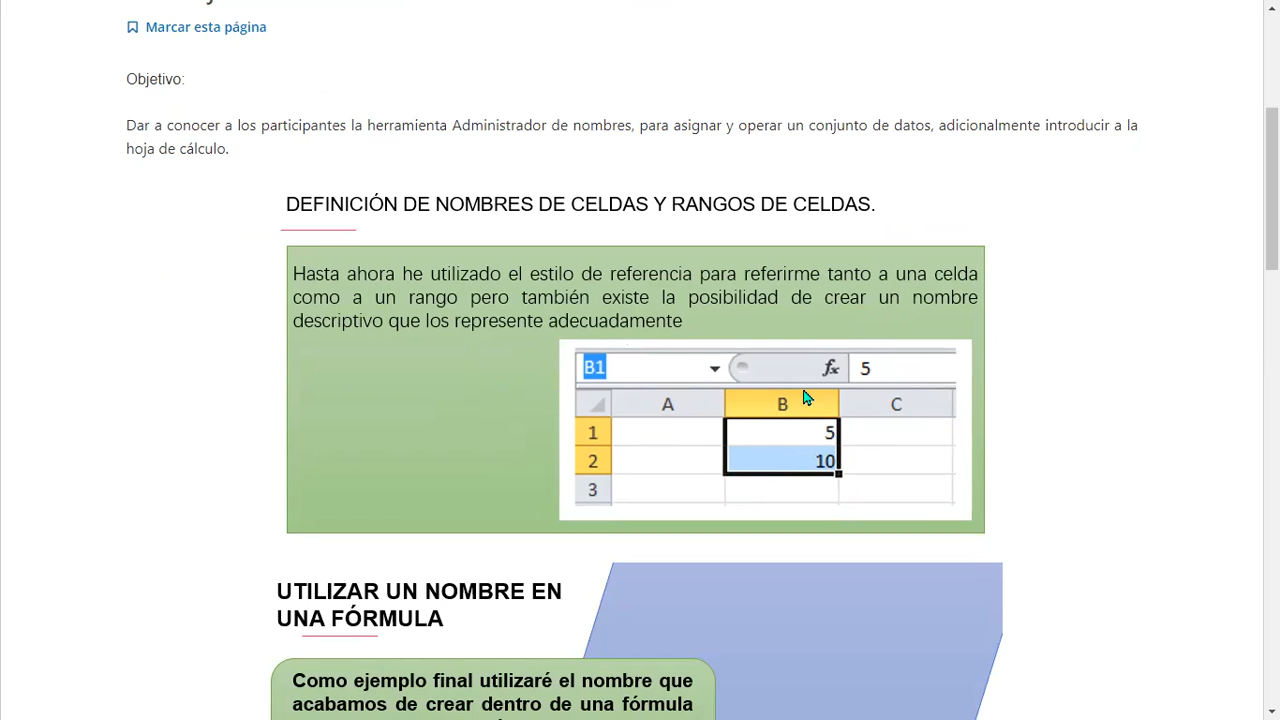 Marcar esta página
Objetivo:
Dar a conocer a los participantes la herramienta Administrador de nombres, para asignar y operar un conjunto de datos, adicionalmente introducir a la
hoja de cálculo.
DEFINICIÓN DE NOMBRES DE CELDAS Y RANGOS DE CELDAS.
Hasta ahora he utilizado el estilo de referencia para referirme tanto a una celda
como a un rango pero también existe la posibilidad de crear un nombre
descriptivo que los represente adecuadamente
B1 fx 5
A B C
1 5
2 10
3
UTILIZAR UN NOMBRE EN
UNA FÓRMULA
Como ejemplo final utilizaré el nombre que
acabamos de crear dentro de una fórmula